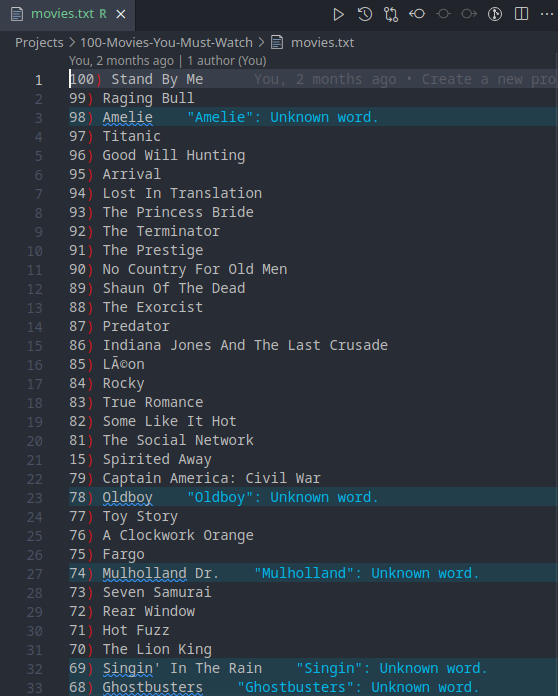 movies.txt R
Projects > 100-Movies-You-Must-Watch > movies.txt
You, 2 months ago | 1 author (You)
1 100) Stand By Me You, 2 months ago • Create a new pro
2 99) Raging Bull
3 98) Amelie "Amelie": Unknown word.
4 97) Titanic
5 96) Good Will Hunting
6 95) Arrival
7 94) Lost In Translation
8 93) The Princess Bride
9 92) The Terminator
10 91) The Prestige
11 90) No Country For Old Men
12 89) Shaun Of The Dead
13 88) The Exorcist
14 87) Predator
15 86) Indiana Jones And The Last Crusade
16 85) LÃ©on
17 84) Rocky
18 83) True Romance
19 82) Some Like It Hot
20 81) The Social Network
21 15) Spirited Away
22 79) Captain America: Civil War
23 78) Oldboy "Oldboy": Unknown word.
24 77) Toy Story
25 76) A Clockwork Orange
26 75) Fargo
27 74) Mulholland Dr. "Mulholland": Unknown word.
28 73) Seven Samurai
29 72) Rear Window
30 71) Hot Fuzz
31 70) The Lion King
32 69) Singin' In The Rain "Singin": Unknown word.
33 68) Ghostbusters "Ghostbusters": Unknown word.